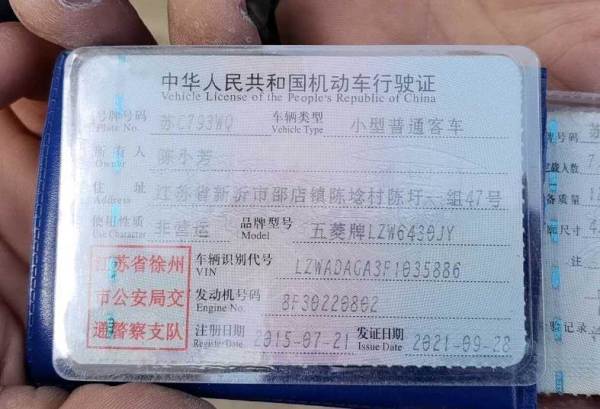 中华人民共和国机动车行驶证
Vehicle License of the People's Republic of China
号牌号码 苏C793WQ 车辆类型 小型普通客车
Plate No. Vehicle Type
所有人 陈小芳
Owner
住址 江苏省新沂市邵店镇陈埝村陈圩一组47号
Address
使用性质 非营运 品牌型号 五菱牌LZW6430JY
Use Character Model
江苏省徐州
市公安局交
通警察支队
车辆识别代号 LZWADAGA3F1035886
VIN
发动机号码 8F30220802
Engine No.
注册日期 2015-07-21 发证日期 2021-09-28
Register Date Issue Date